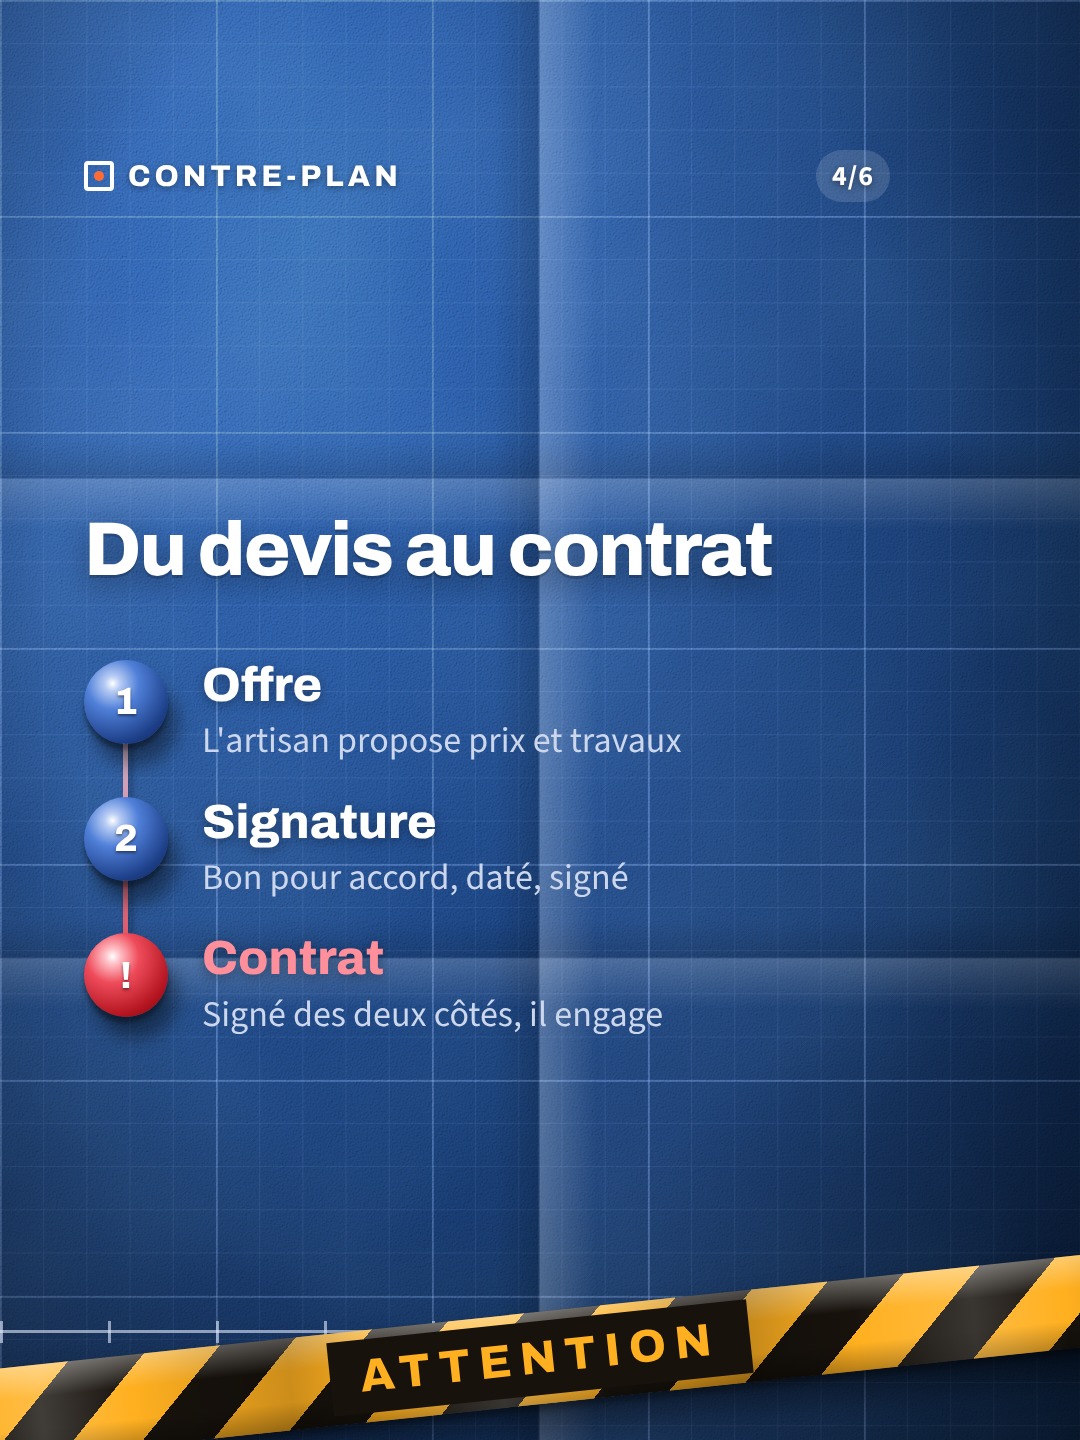 CONTRE-PLAN
4/6
Du devis au contrat
1
Offre
L'artisan propose prix et travaux
2
Signature
Bon pour accord, daté, signé
!
Contrat
Signé des deux côtés, il engage
ATTENTION